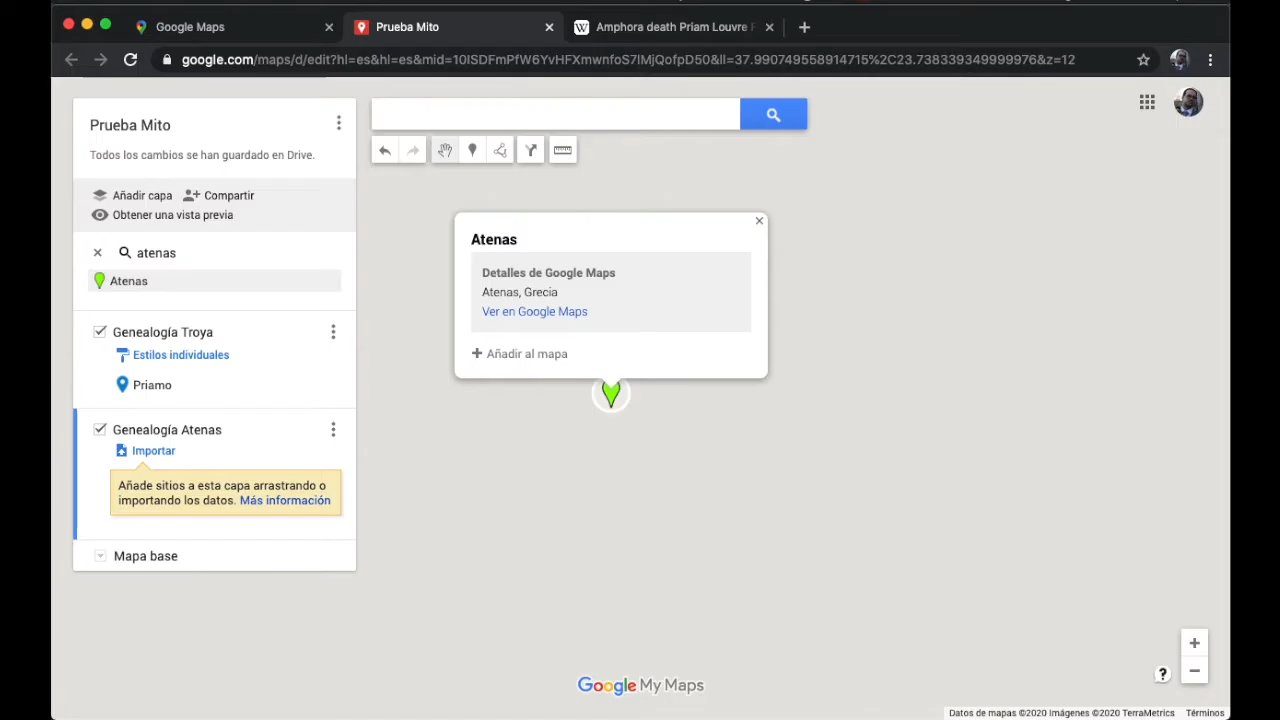 Google Maps
Prueba Mito
Amphora death Priam Louvre F
google.com/maps/d/edit?hl=es&hl=es&mid=10ISDFmPfW6YvHFXmwnfoS7lMjQofpD50&ll=37.990749558914715%2C23.738339349999976&z=12
Prueba Mito
Todos los cambios se han guardado en Drive.
Añadir capa Compartir
Obtener una vista previa
atenas
Atenas
Genealogía Troya
Estilos individuales
Priamo
Genealogía Atenas
Importar
Añade sitios a esta capa arrastrando o
importando los datos. Más información
Mapa base
Atenas
Detalles de Google Maps
Atenas, Grecia
Ver en Google Maps
Añadir al mapa
Google My Maps
Datos de mapas ©2020 Imágenes ©2020 TerraMetrics Términos